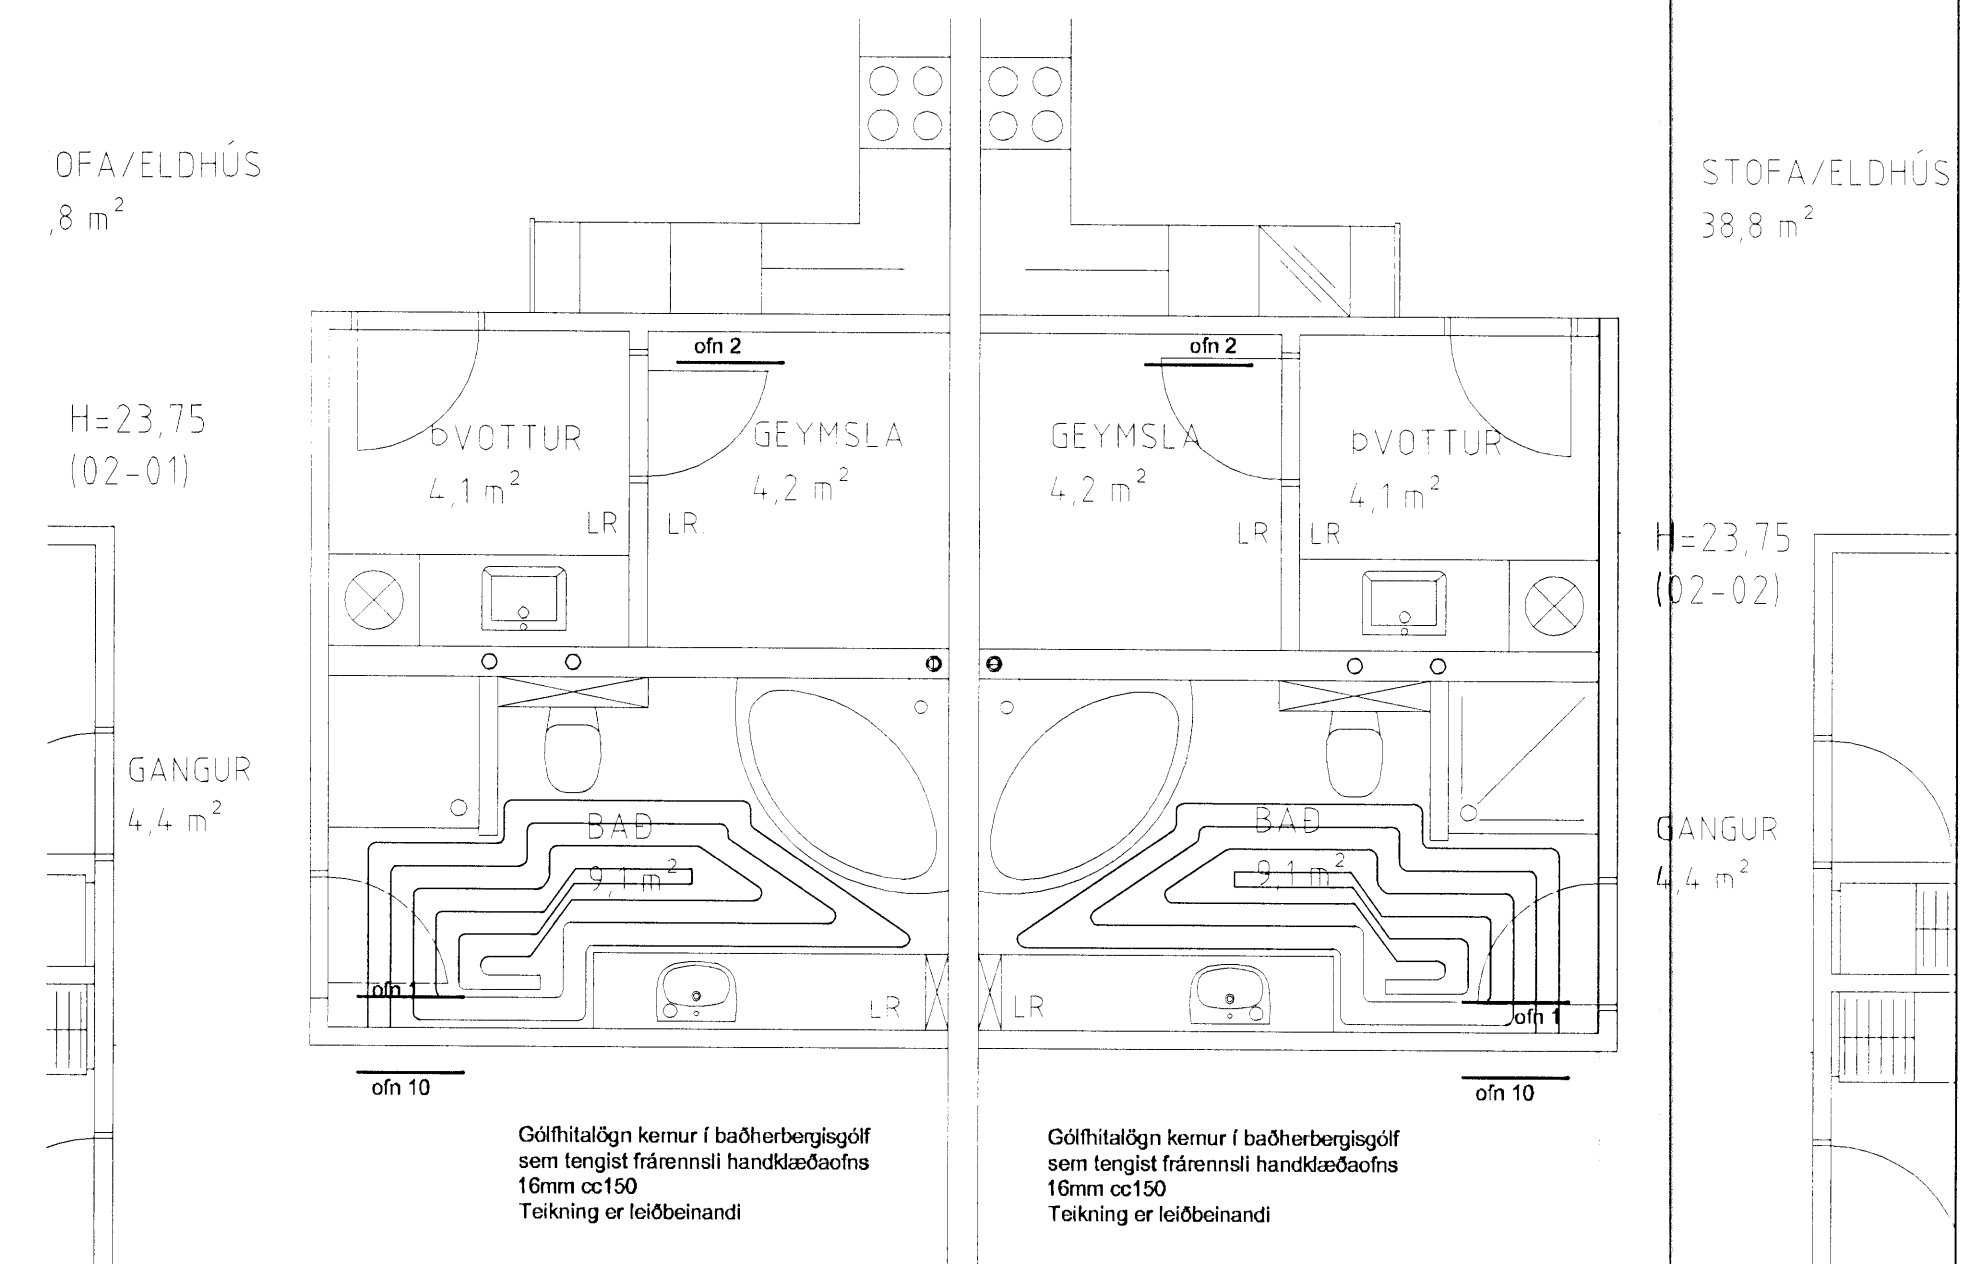 OFA/ELDHÚS
,8 m²
STOFA/ELDHÚS
38,8 m²
ofn 2
ofn 2
H=23,75
(02-01)
ÞVOTTUR
4,1 m²
LR
GEYMSLA
4,2 m²
LR
GEYMSLA
4,2 m²
LR
ÞVOTTUR
4,1 m²
LR
H=23,75
(02-02)
GANGUR
4,4 m²
BAÐ
9,1 m²
BAÐ
9,1 m²
GANGUR
4,4 m²
ofn 1
LR
LR
ofn 1
ofn 10
ofn 10
Gólfhitalögn kemur í baðherbergisgólf
sem tengist frárennsli handklæðaofns
16mm cc150
Teikning er leiðbeinandi
Gólfhitalögn kemur í baðherbergisgólf
sem tengist frárennsli handklæðaofns
16mm cc150
Teikning er leiðbeinandi